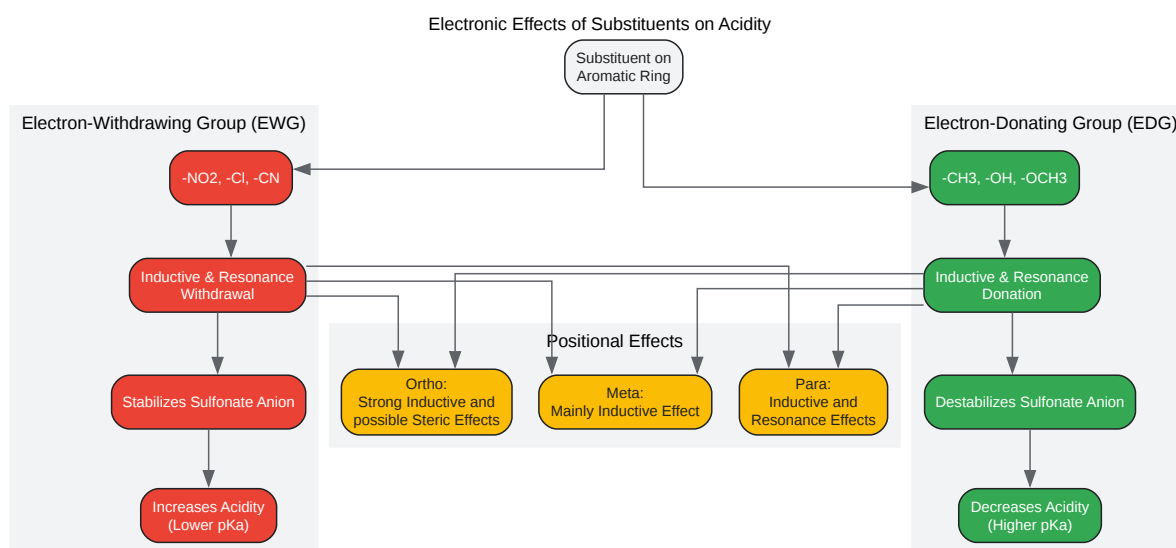 Electronic Effects of Substituents on Acidity
Substituent on
Aromatic Ring
Electron-Withdrawing Group (EWG)
Electron-Donating Group (EDG)
-NO2, -Cl, -CN
-CH3, -OH, -OCH3
Inductive & Resonance
Withdrawal
Inductive & Resonance
Donation
Positional Effects
Stabilizes Sulfonate Anion
Ortho:
Strong Inductive and
possible Steric Effects
Meta:
Mainly Inductive Effect
Para:
Inductive and
Resonance Effects
Destabilizes Sulfonate Anion
Increases Acidity
(Lower pKa)
Decreases Acidity
(Higher pKa)